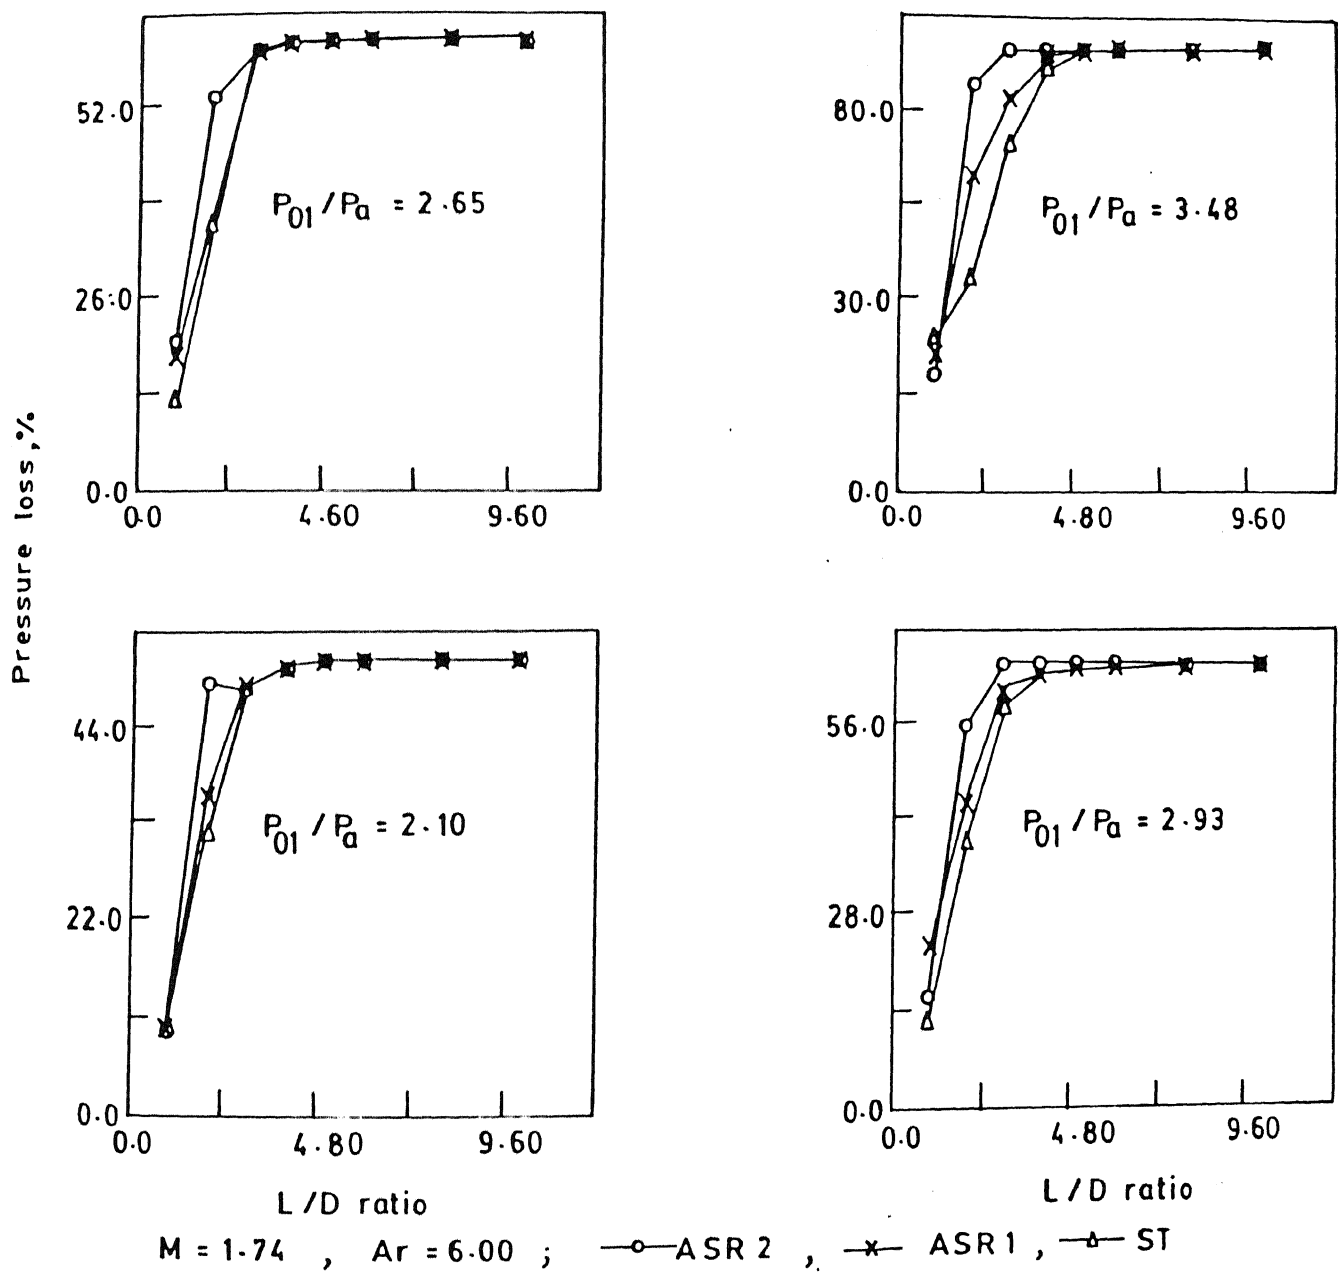 52.0
26.0
0.0
0.0 4.60 9.60
P01/Pa = 2.65
80.0
30.0
0.0
0.0 4.80 9.60
P01/Pa = 3.48
Pressure loss,%
44.0
22.0
0.0
0.0 4.80 9.60
P01/Pa = 2.10
L/D ratio
56.0
28.0
0.0
0.0 4.80 9.60
P01/Pa = 2.93
L/D ratio
M = 1.74 , Ar = 6.00 ; ASR 2 , ASR 1 , ST